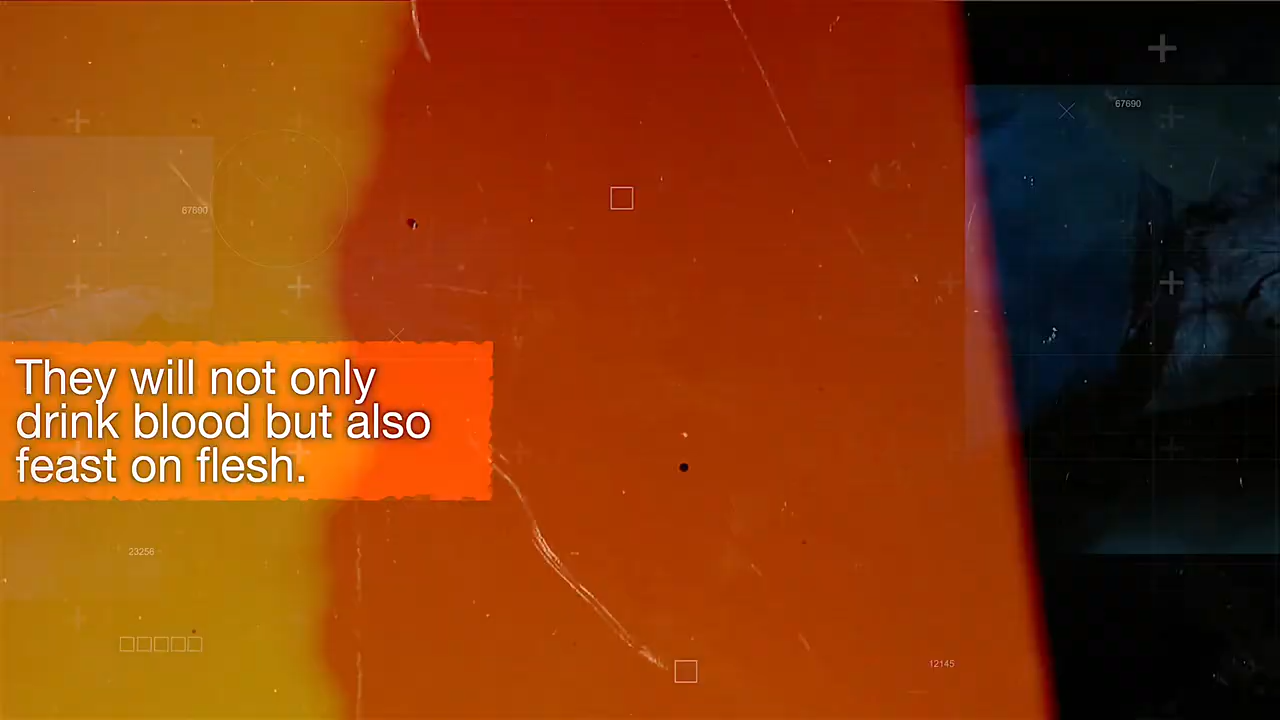 67690
67690
They will not only
drink blood but also
feast on flesh.
23256
12145